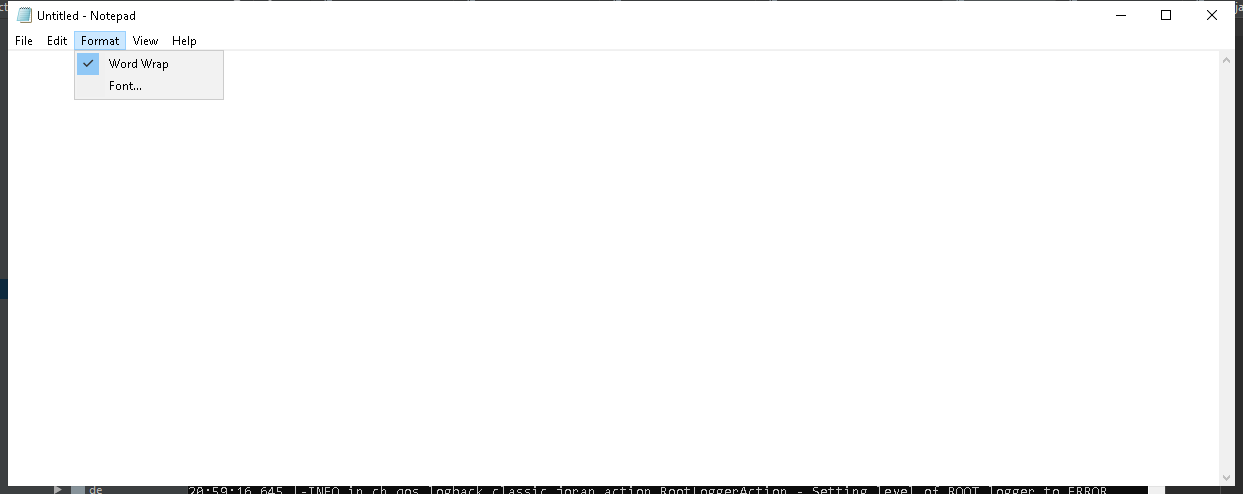 Untitled - Notepad
File Edit Format View Help
Word Wrap
Font...
de
20:59:16,645 |-INFO in ch.qos.logback.classic.joran.action.RootLoggerAction - Setting level of ROOT logger to ERROR